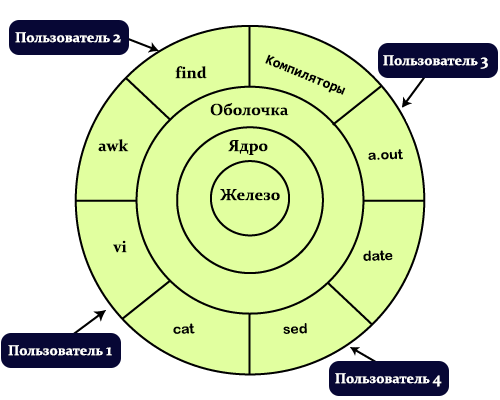 Пользователь 2
Компиляторы
Пользователь 3
find
Оболочка
awk
Ядро
a.out
Железо
vi
date
cat
sed
Пользователь 1
Пользователь 4